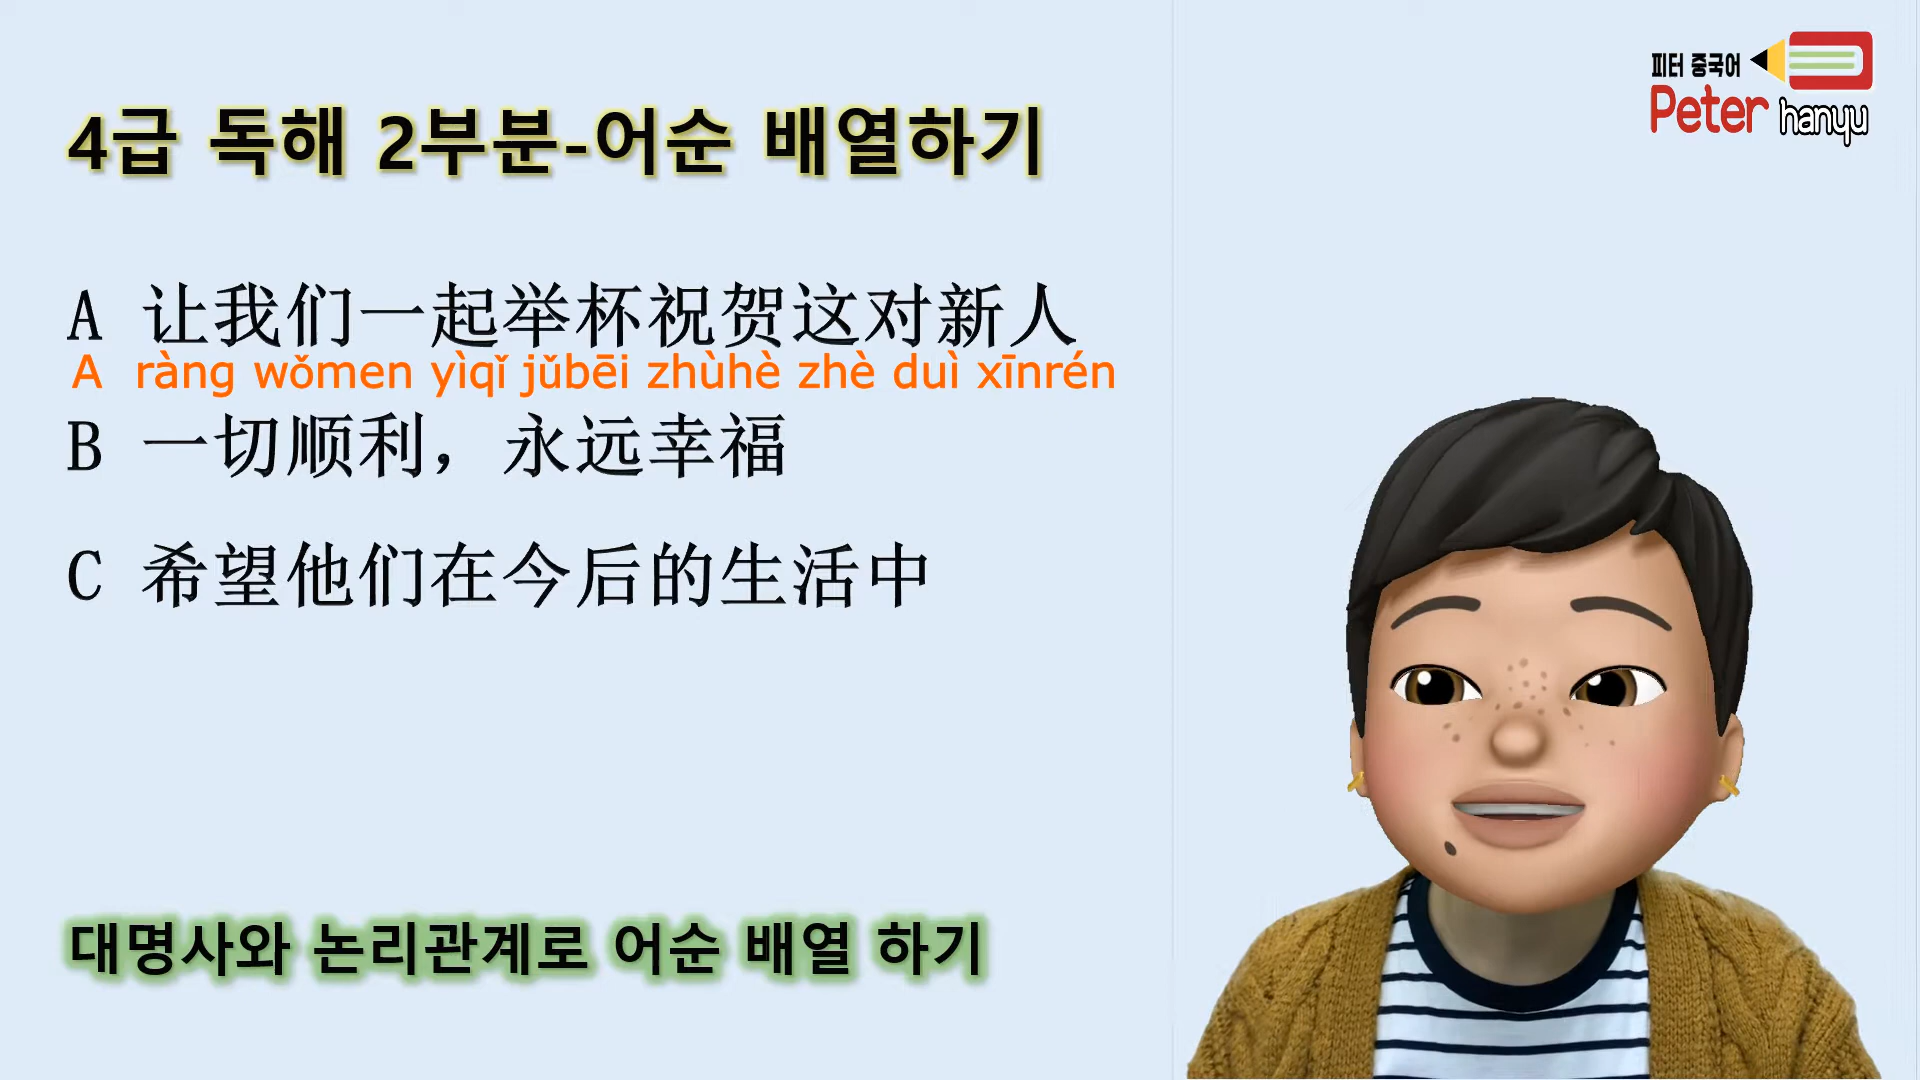 피터 중국어
Peter hanyu
4급 독해 2부분-어순 배열하기
A 让我们一起举杯祝贺这对新人
A ràng wǒmen yìqǐ jǔbēi zhùhè zhè duì xīnrén
B 一切顺利，永远幸福
C 希望他们在今后的生活中
대명사와 논리관계로 어순 배열 하기